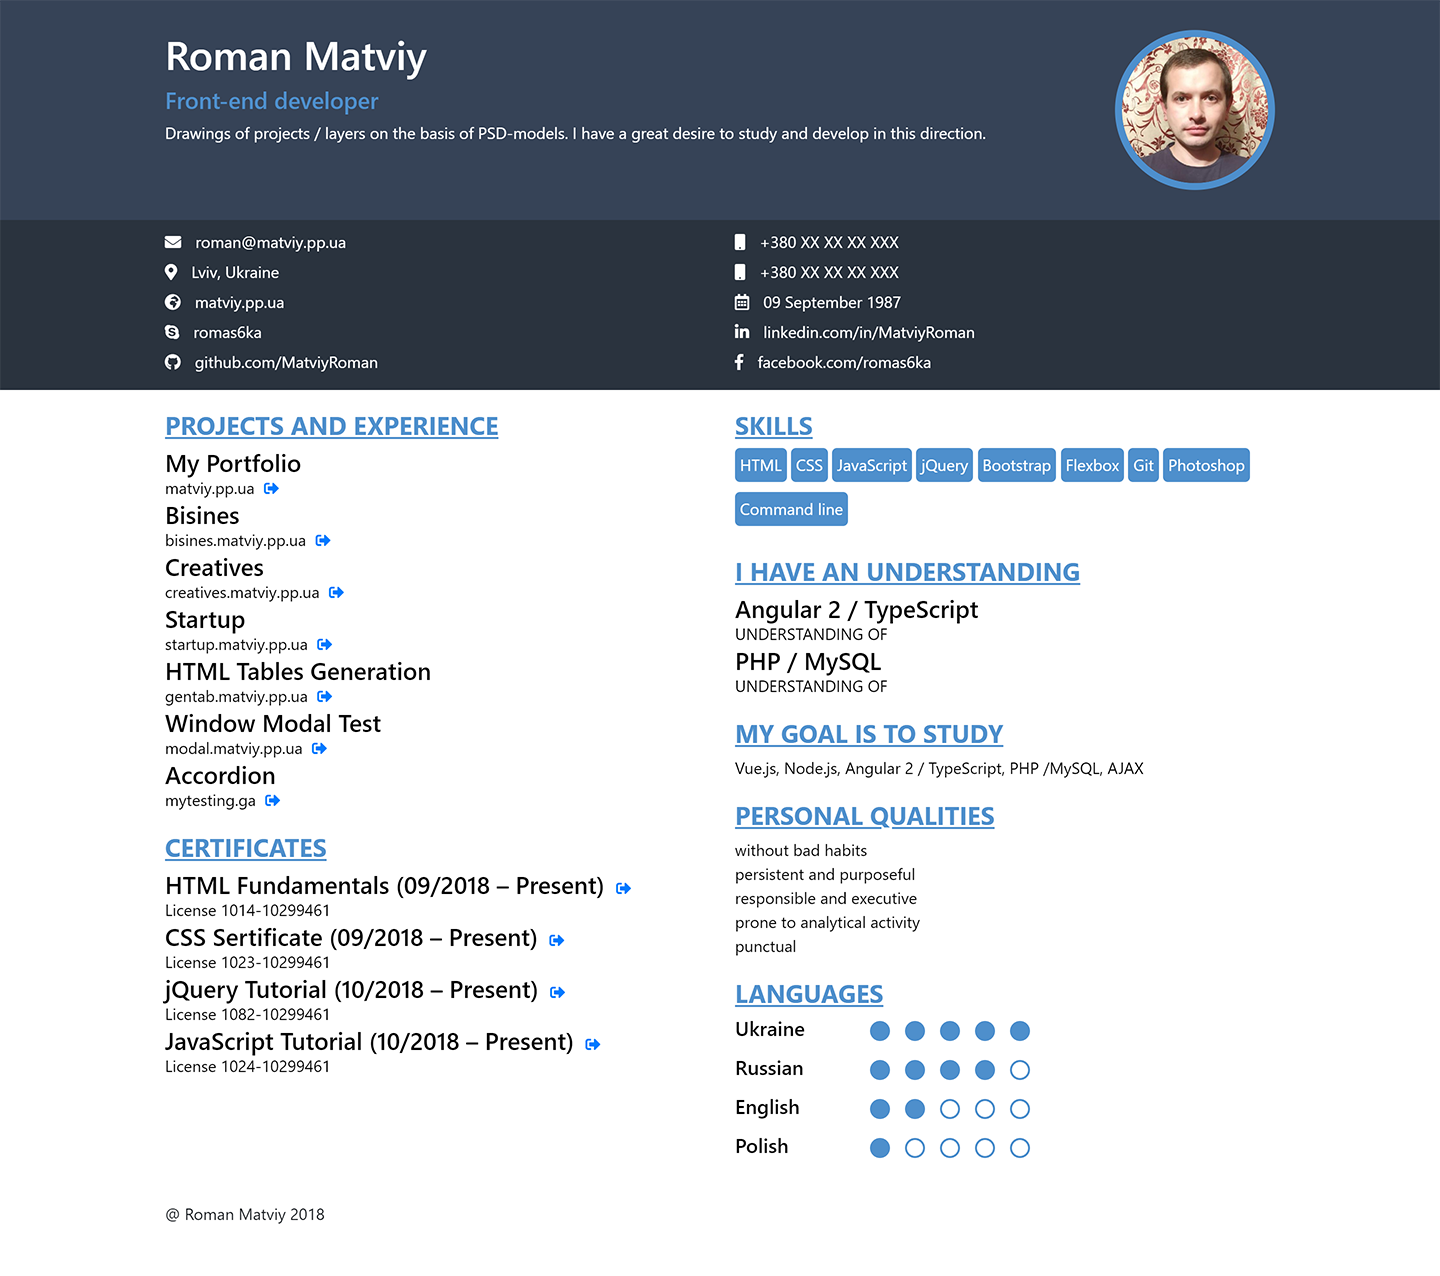 Roman Matviy
Front-end developer
Drawings of projects / layers on the basis of PSD-models. I have a great desire to study and develop in this direction.
roman@matviy.pp.ua
Lviv, Ukraine
matviy.pp.ua
romas6ka
github.com/MatviyRoman
+380 XX XX XX XXX
+380 XX XX XX XXX
09 September 1987
linkedin.com/in/MatviyRoman
facebook.com/romas6ka
PROJECTS AND EXPERIENCE
My Portfolio
matviy.pp.ua
Bisines
bisines.matviy.pp.ua
Creatives
creatives.matviy.pp.ua
Startup
startup.matviy.pp.ua
HTML Tables Generation
gentab.matviy.pp.ua
Window Modal Test
modal.matviy.pp.ua
Accordion
mytesting.ga
CERTIFICATES
HTML Fundamentals (09/2018 – Present)
License 1014-10299461
CSS Sertificate (09/2018 – Present)
License 1023-10299461
jQuery Tutorial (10/2018 – Present)
License 1082-10299461
JavaScript Tutorial (10/2018 – Present)
License 1024-10299461
SKILLS
HTML CSS JavaScript jQuery Bootstrap Flexbox Git Photoshop
Command line
I HAVE AN UNDERSTANDING
Angular 2 / TypeScript
UNDERSTANDING OF
PHP / MySQL
UNDERSTANDING OF
MY GOAL IS TO STUDY
Vue.js, Node.js, Angular 2 / TypeScript, PHP /MySQL, AJAX
PERSONAL QUALITIES
without bad habits
persistent and purposeful
responsible and executive
prone to analytical activity
punctual
LANGUAGES
Ukraine
Russian
English
Polish
@ Roman Matviy 2018